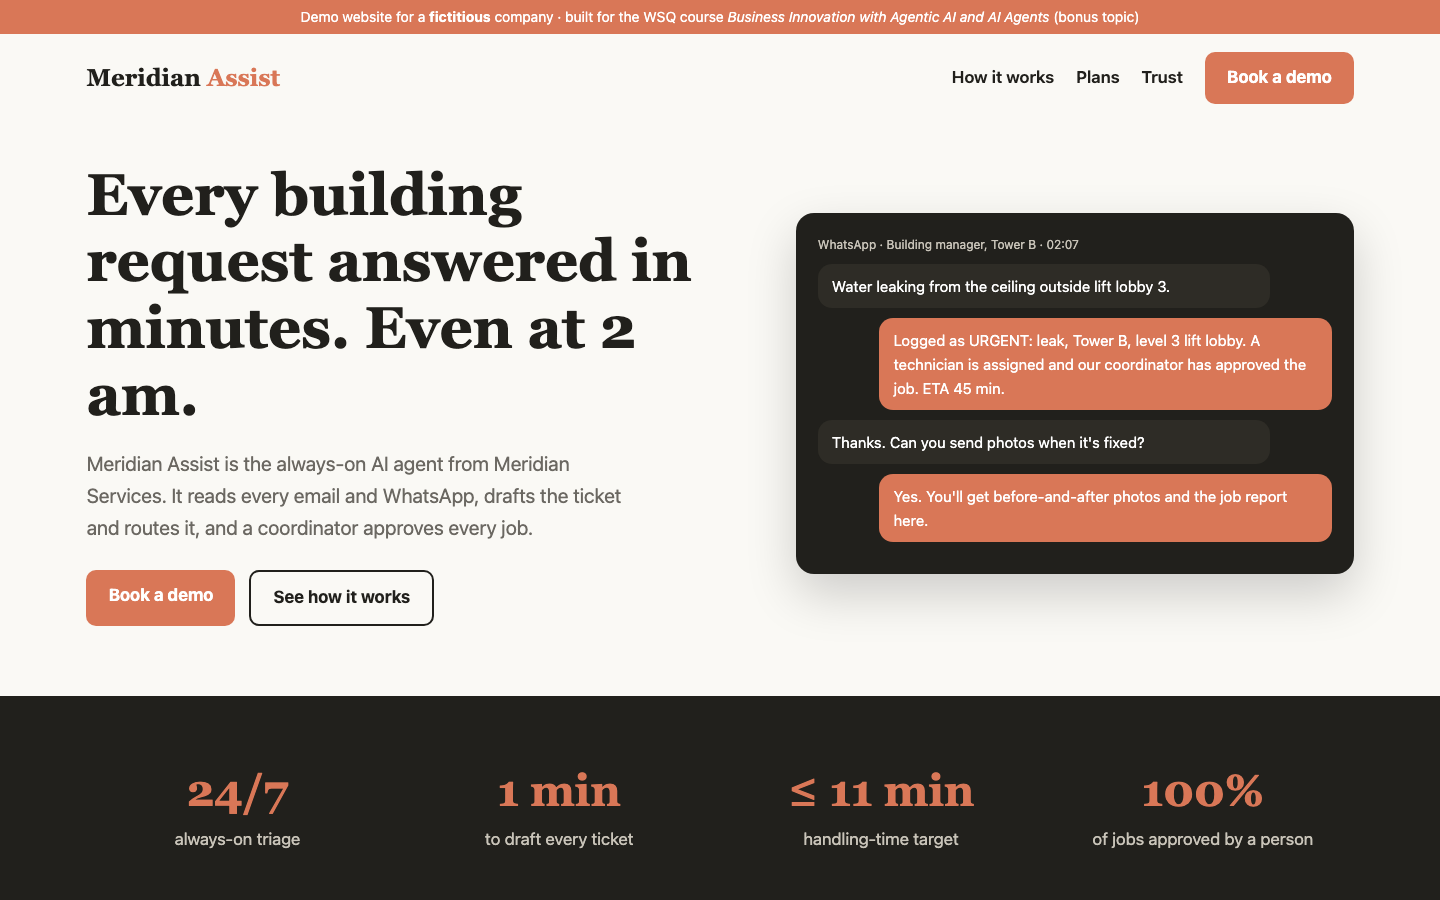 Demo website for a fictitious company · built for the WSQ course Business Innovation with Agentic AI and AI Agents (bonus topic)
Meridian Assist
How it works
Plans
Trust
Book a demo
Every building
request answered in
minutes. Even at 2
am.
Meridian Assist is the always-on AI agent from Meridian
Services. It reads every email and WhatsApp, drafts the ticket
and routes it, and a coordinator approves every job.
Book a demo
See how it works
WhatsApp · Building manager, Tower B · 02:07
Water leaking from the ceiling outside lift lobby 3.
Logged as URGENT: leak, Tower B, level 3 lift lobby. A
technician is assigned and our coordinator has approved the
job. ETA 45 min.
Thanks. Can you send photos when it's fixed?
Yes. You'll get before-and-after photos and the job report
here.
24/7
always-on triage
1 min
to draft every ticket
≤ 11 min
handling-time target
100%
of jobs approved by a person